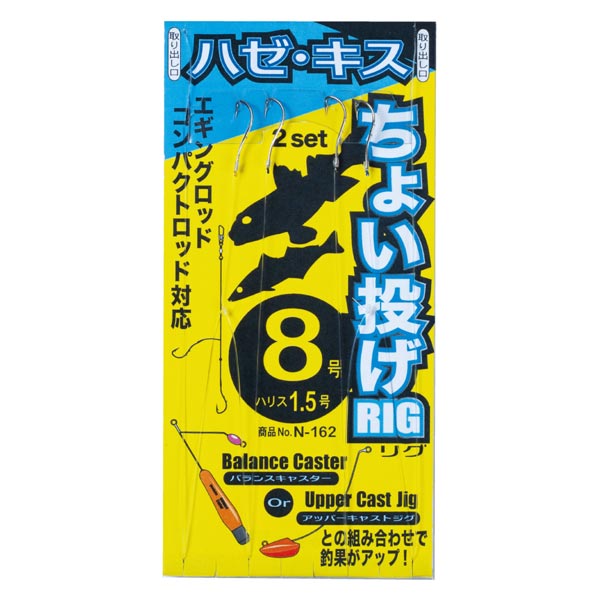 取り出し口
ハゼ・キス
取り出し口
ちょい投げ
RIG
リグ
エギングロッド
コンパクトロッド対応
2 set
8号
ハリス1.5号
商品No.N-162
Balance Caster
バランスキャスター
Or
Upper Cast Jig
アッパーキャストジグ
との組み合わせで
釣果がアップ!